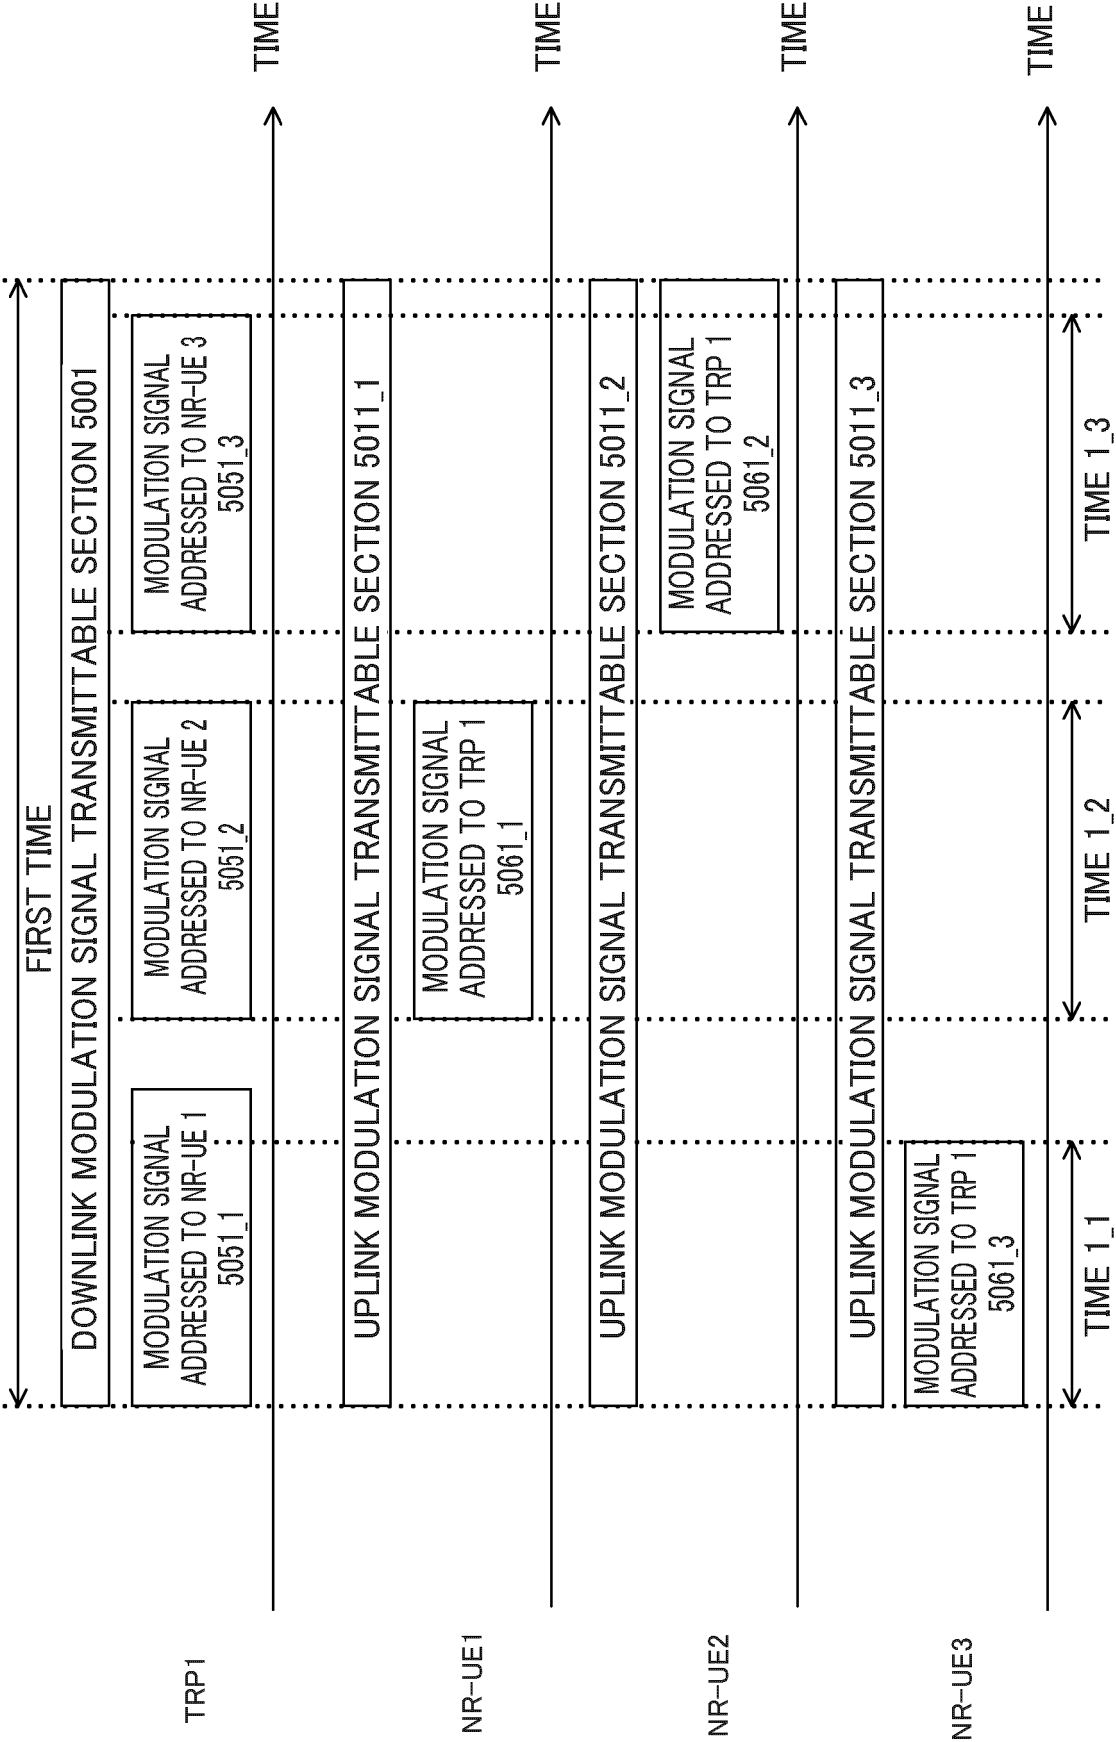 FIRST TIME
DOWNLINK MODULATION SIGNAL TRANSMITTABLE SECTION 5001
TRP1
MODULATION SIGNAL
ADDRESSED TO NR-UE 1
5051_1
MODULATION SIGNAL
ADDRESSED TO NR-UE 2
5051_2
MODULATION SIGNAL
ADDRESSED TO NR-UE 3
5051_3
TIME
UPLINK MODULATION SIGNAL TRANSMITTABLE SECTION 5011_1
NR-UE1
MODULATION SIGNAL
ADDRESSED TO TRP 1
5061_1
TIME
UPLINK MODULATION SIGNAL TRANSMITTABLE SECTION 5011_2
NR-UE2
MODULATION SIGNAL
ADDRESSED TO TRP 1
5061_2
TIME
UPLINK MODULATION SIGNAL TRANSMITTABLE SECTION 5011_3
NR-UE3
MODULATION SIGNAL
ADDRESSED TO TRP 1
5061_3
TIME
TIME 1_1
TIME 1_2
TIME 1_3